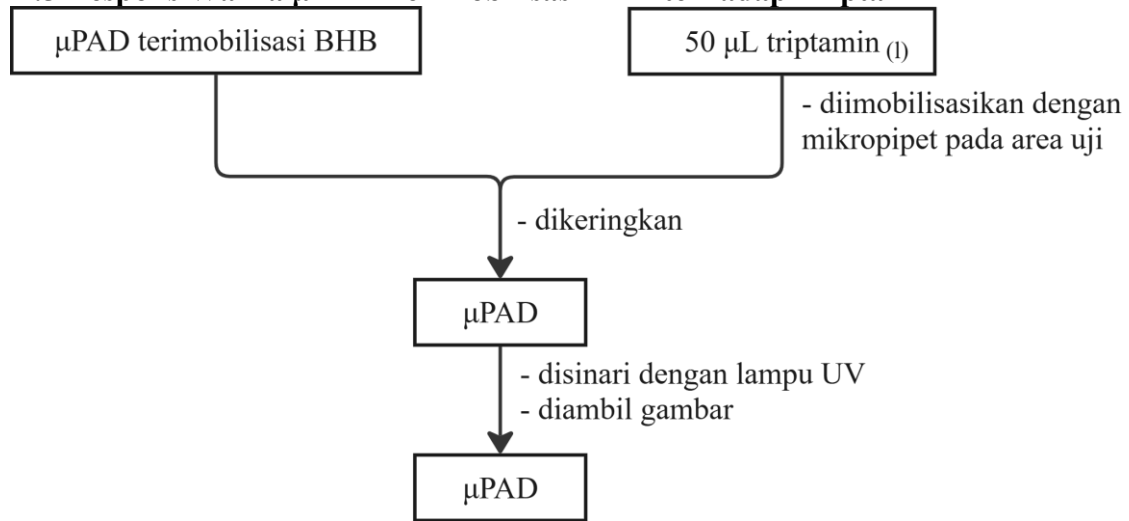 μPAD terimobilisasi BHB
50 μL triptamin (l)
- diimobilisasikan dengan
mikropipet pada area uji
- dikeringkan
μPAD
- disinari dengan lampu UV
- diambil gambar
μPAD